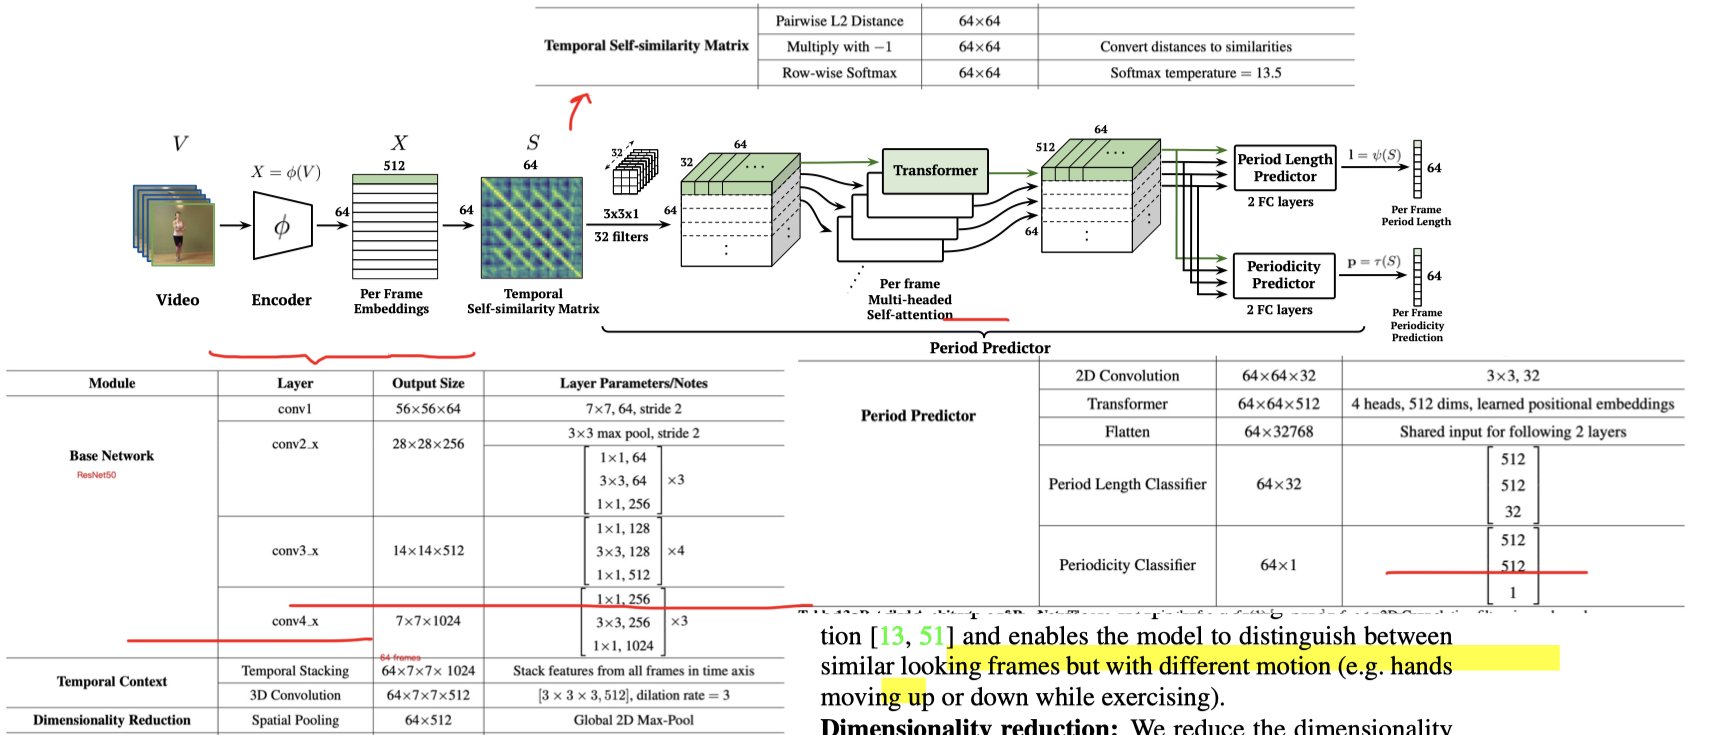 Temporal Self-similarity Matrix
Pairwise L2 Distance 64×64
Multiply with −1 64×64 Convert distances to similarities
Row-wise Softmax 64×64 Softmax temperature = 13.5
V
X = ϕ(V)
X
512
S
64
32
3x3x1
32 filters
64
64
64
ϕ
Video
Encoder
Per Frame
Embeddings
Temporal
Self-similarity Matrix
32
64
...
Transformer
Per frame
Multi-headed
Self-attention
512
64
...
64
Period Length
Predictor
2 FC layers
l = ψ(S)
64
Per Frame
Period Length
Periodicity
Predictor
2 FC layers
p = τ(S)
64
Per Frame
Periodicity
Prediction
Period Predictor
Module Layer Output Size Layer Parameters/Notes
Base Network
ResNet50
conv1 56×56×64 7×7, 64, stride 2
conv2_x 28×28×256 3×3 max pool, stride 2
1×1, 64
3×3, 64 ×3
1×1, 256
conv3_x 14×14×512
1×1, 128
3×3, 128 ×4
1×1, 512
conv4_x 7×7×1024
1×1, 256
3×3, 256 ×3
1×1, 1024
64 frames
Temporal Context
Temporal Stacking 64×7×7× 1024 Stack features from all frames in time axis
3D Convolution 64×7×7×512 [3 × 3 × 3, 512], dilation rate = 3
Dimensionality Reduction Spatial Pooling 64×512 Global 2D Max-Pool
Period Predictor
2D Convolution 64×64×32 3×3, 32
Transformer 64×64×512 4 heads, 512 dims, learned positional embeddings
Flatten 64×32768 Shared input for following 2 layers
Period Length Classifier 64×32
512
512
32
Periodicity Classifier 64×1
512
512
1
tion [13, 51] and enables the model to distinguish between
similar looking frames but with different motion (e.g. hands
moving up or down while exercising).
Dimensionality reduction: We reduce the dimensionality